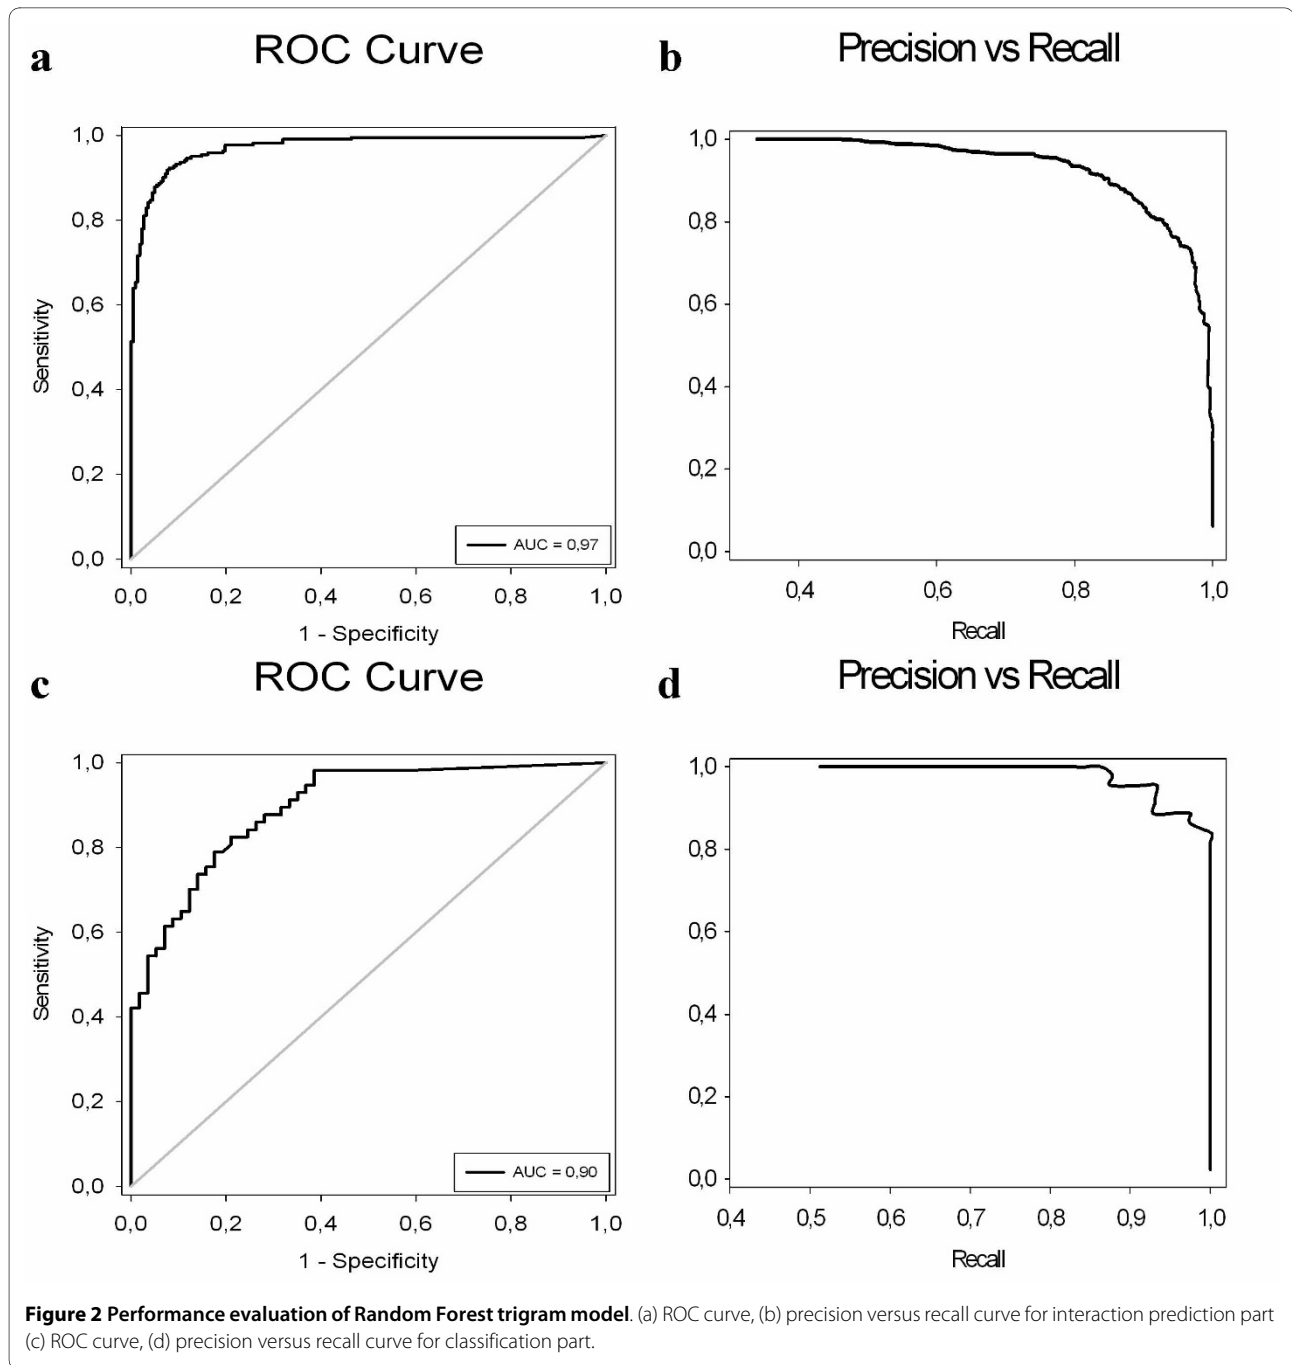 a
ROC Curve
1,0
0,8
0,6
0,4
0,2
0,0
Sensitivity
AUC = 0,97
0,0 0,2 0,4 0,6 0,8 1,0
1 - Specificity
b
Precision vs Recall
1,0
0,8
0,6
0,4
0,2
0,0
0,4 0,6 0,8 1,0
Recall
c
ROC Curve
1,0
0,8
0,6
0,4
0,2
0,0
Sensitivity
AUC = 0,90
0,0 0,2 0,4 0,6 0,8 1,0
1 - Specificity
d
Precision vs Recall
1,0
0,8
0,6
0,4
0,2
0,0
0,4 0,5 0,6 0,7 0,8 0,9 1,0
Recall
Figure 2 Performance evaluation of Random Forest trigram model. (a) ROC curve, (b) precision versus recall curve for interaction prediction part
(c) ROC curve, (d) precision versus recall curve for classification part.